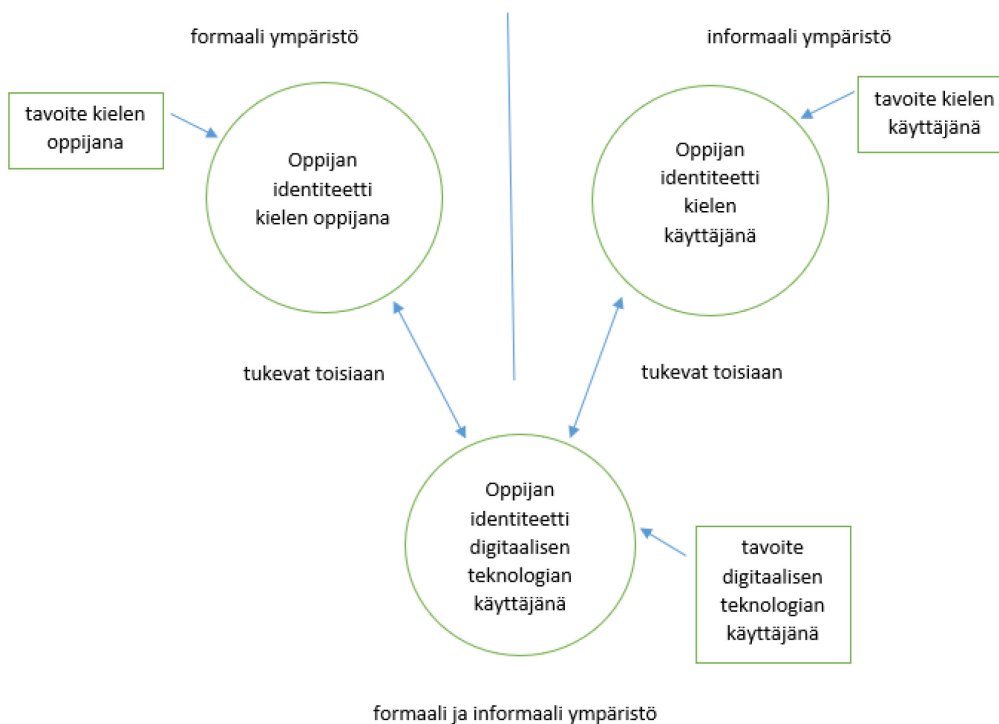 formaali ympäristö
informaali ympäristö
tavoite kielen
oppijana
tavoite kielen
käyttäjänä
Oppijan
identiteetti
kielen oppijana
Oppijan
identiteetti
kielen
käyttäjänä
tukevat toisiaan
tukevat toisiaan
Oppijan
identiteetti
digitaalisen
teknologian
käyttäjänä
tavoite
digitaalisen
teknologian
käyttäjänä
formaali ja informaali ympäristö